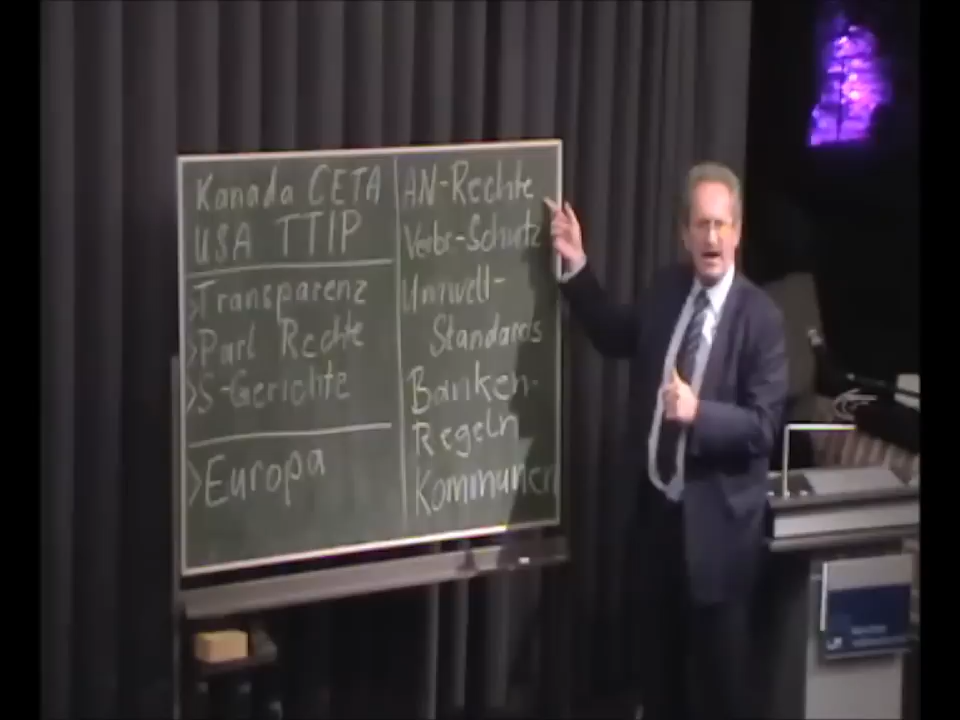 Kanada CETA
USA TTIP
>Transparenz
>Parl Rechte
>S-Gerichte
>Europa
AN-Rechte
Verbr-Schutz
Umwelt-
Standards
Banken-
Regeln
Kommunen